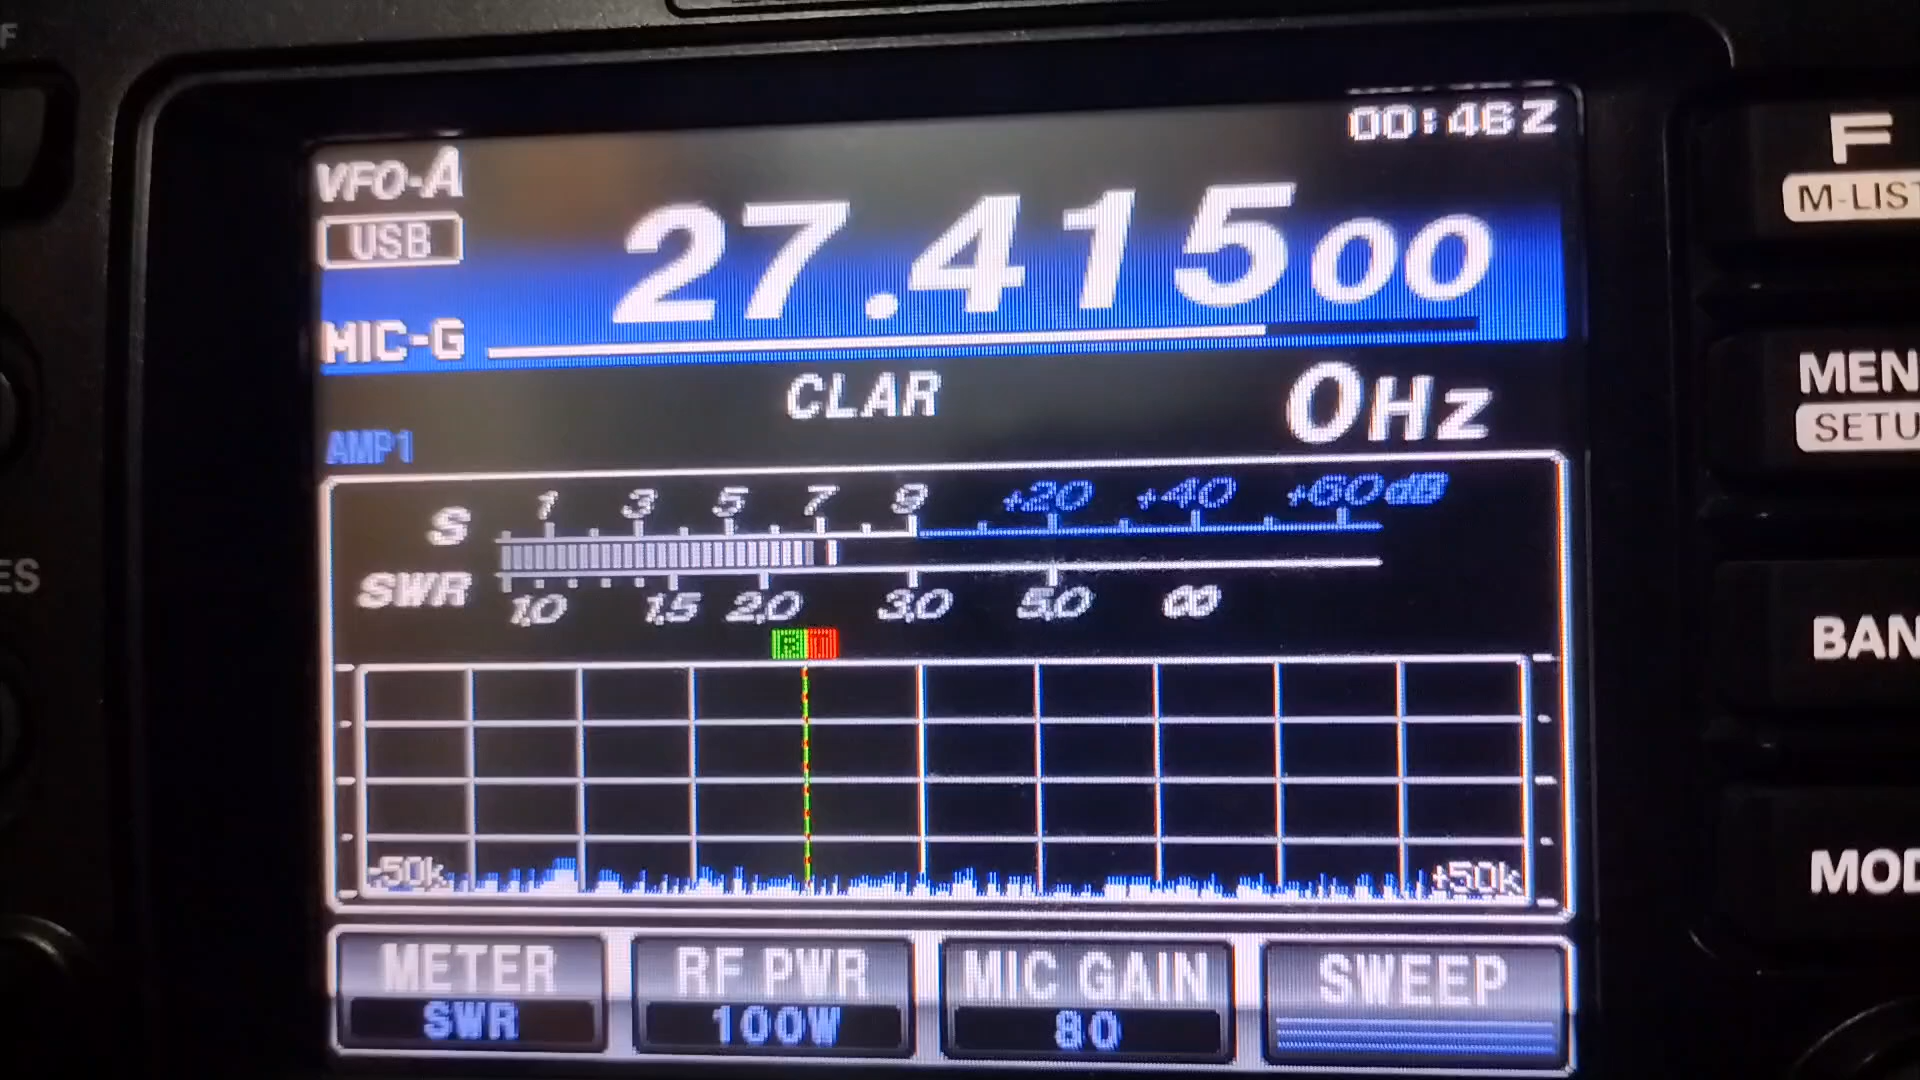 F
00:46Z
F
VFO-A
M-LIST
USB
27.41500
MIC-G
MEN
SETU
CLAR
0Hz
AMP1
S 1 3 5 7 9 +20 +40 +60dB
ES
SWR 1.0 1.5 2.0 3.0 5.0 ∞
R T
BAN
-50k
+50k
MOD
METER
SWR
RF PWR
100W
MIC GAIN
80
SWEEP